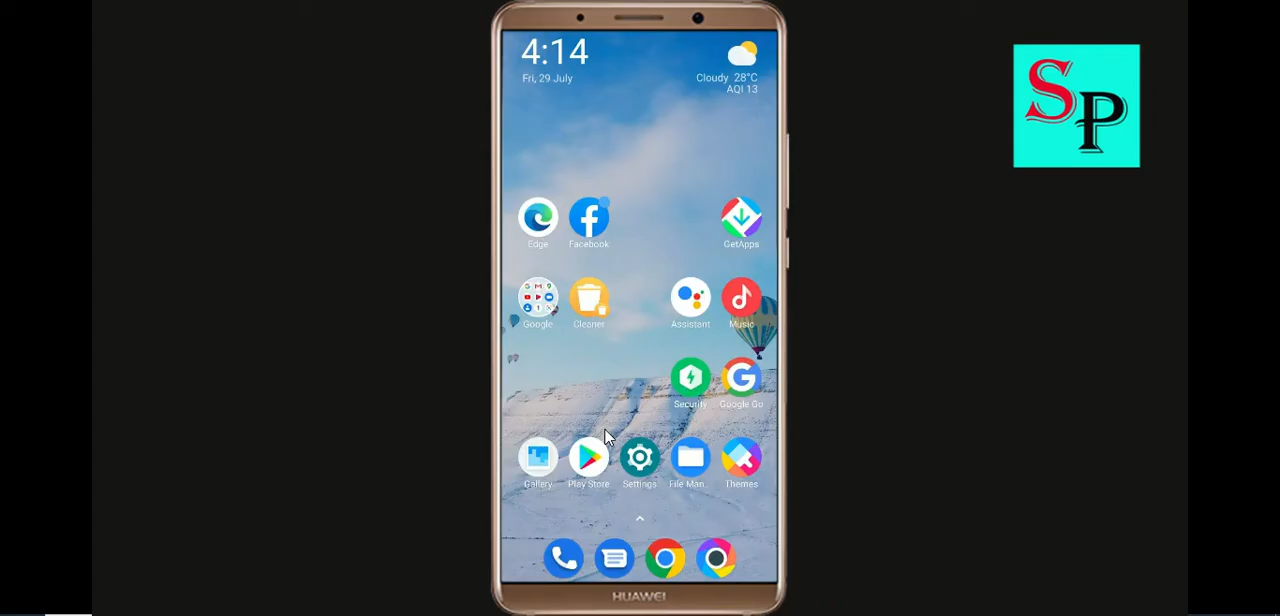 4:14
Fri, 29 July
Cloudy 28°C
AQI 13
SP
Edge Facebook GetApps
Google Cleaner Assistant Music
Security Google Go
Gallery Play Store Settings File Man... Themes
HUAWEI